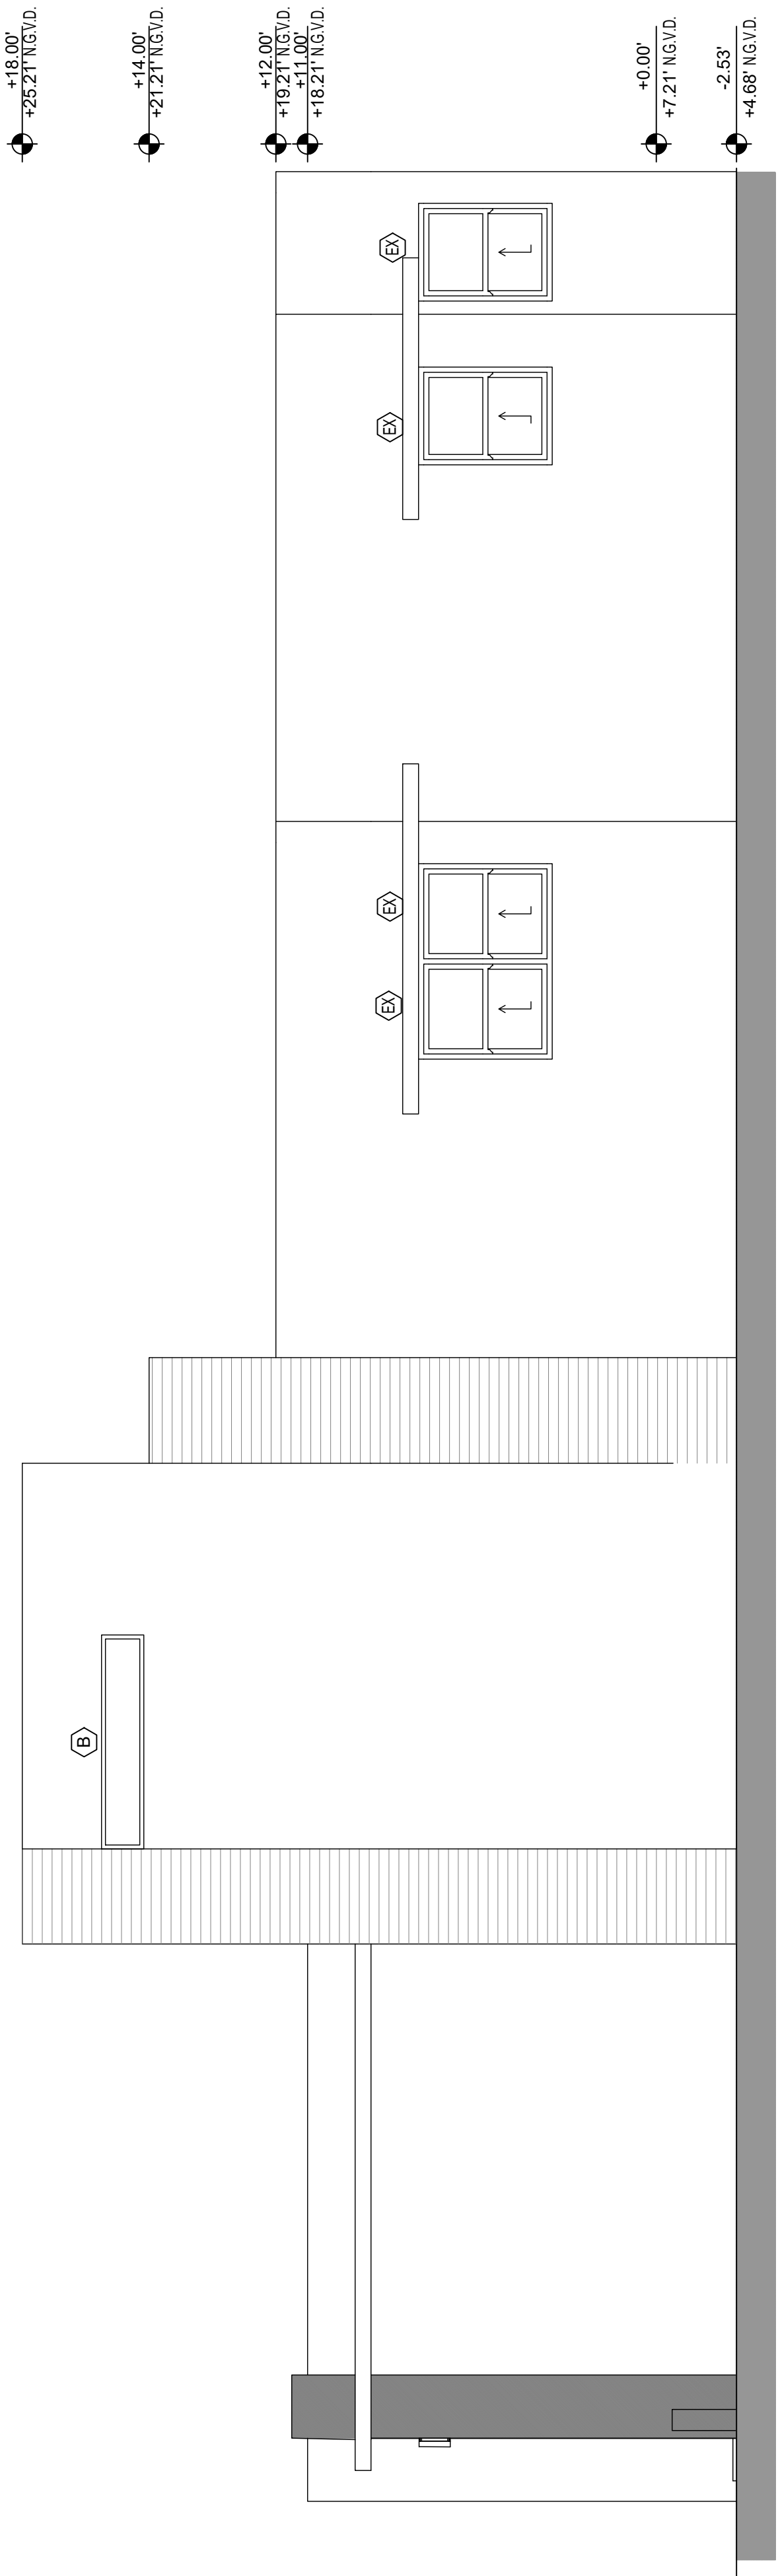 +18.00'
+25.21' N.G.V.D.
+14.00'
+21.21' N.G.V.D.
+12.00'
+19.21' N.G.V.D.
+11.00'
+18.21' N.G.V.D.
+0.00'
+7.21' N.G.V.D.
-2.53'
+4.68' N.G.V.D.
EX
EX
EX
EX
B